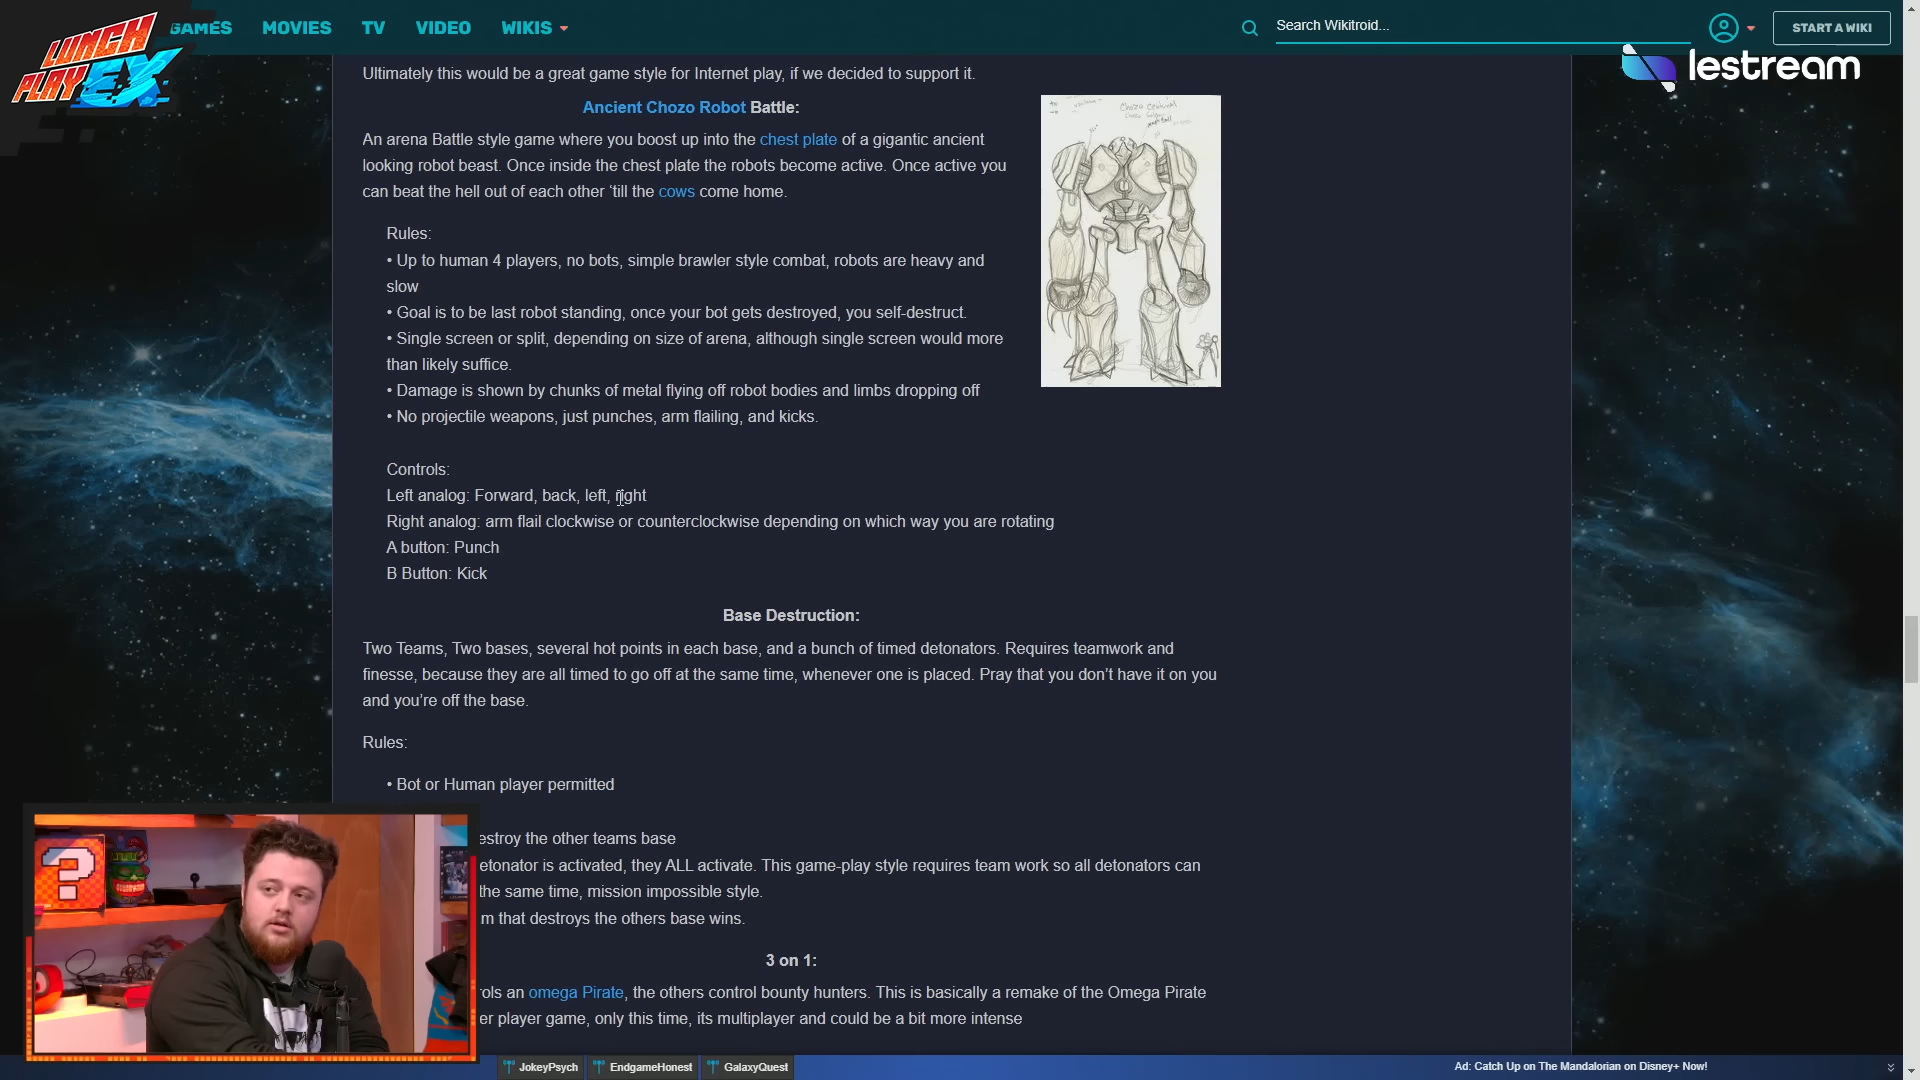 LUNCH
PLAY EX
GAMES
MOVIES
TV
VIDEO
WIKIS
Search Wikitroid...
START A WIKI
lestream
Ultimately this would be a great game style for Internet play, if we decided to support it.
Ancient Chozo Robot Battle:
An arena Battle style game where you boost up into the chest plate of a gigantic ancient
looking robot beast. Once inside the chest plate the robots become active. Once active you
can beat the hell out of each other ‘till the cows come home.
Rules:
• Up to human 4 players, no bots, simple brawler style combat, robots are heavy and
slow
• Goal is to be last robot standing, once your bot gets destroyed, you self-destruct.
• Single screen or split, depending on size of arena, although single screen would more
than likely suffice.
• Damage is shown by chunks of metal flying off robot bodies and limbs dropping off
• No projectile weapons, just punches, arm flailing, and kicks.
Controls:
Left analog: Forward, back, left, right
Right analog: arm flail clockwise or counterclockwise depending on which way you are rotating
A button: Punch
B Button: Kick
Base Destruction:
Two Teams, Two bases, several hot points in each base, and a bunch of timed detonators. Requires teamwork and
finesse, because they are all timed to go off at the same time, whenever one is placed. Pray that you don’t have it on you
and you’re off the base.
Rules:
• Bot or Human player permitted
estroy the other teams base
etonator is activated, they ALL activate. This game-play style requires team work so all detonators can
the same time, mission impossible style.
m that destroys the others base wins.
3 on 1:
rols an omega Pirate, the others control bounty hunters. This is basically a remake of the Omega Pirate
er player game, only this time, its multiplayer and could be a bit more intense
?
JokeyPsych
EndgameHonest
GalaxyQuest
Ad: Catch Up on The Mandalorian on Disney+ Now!